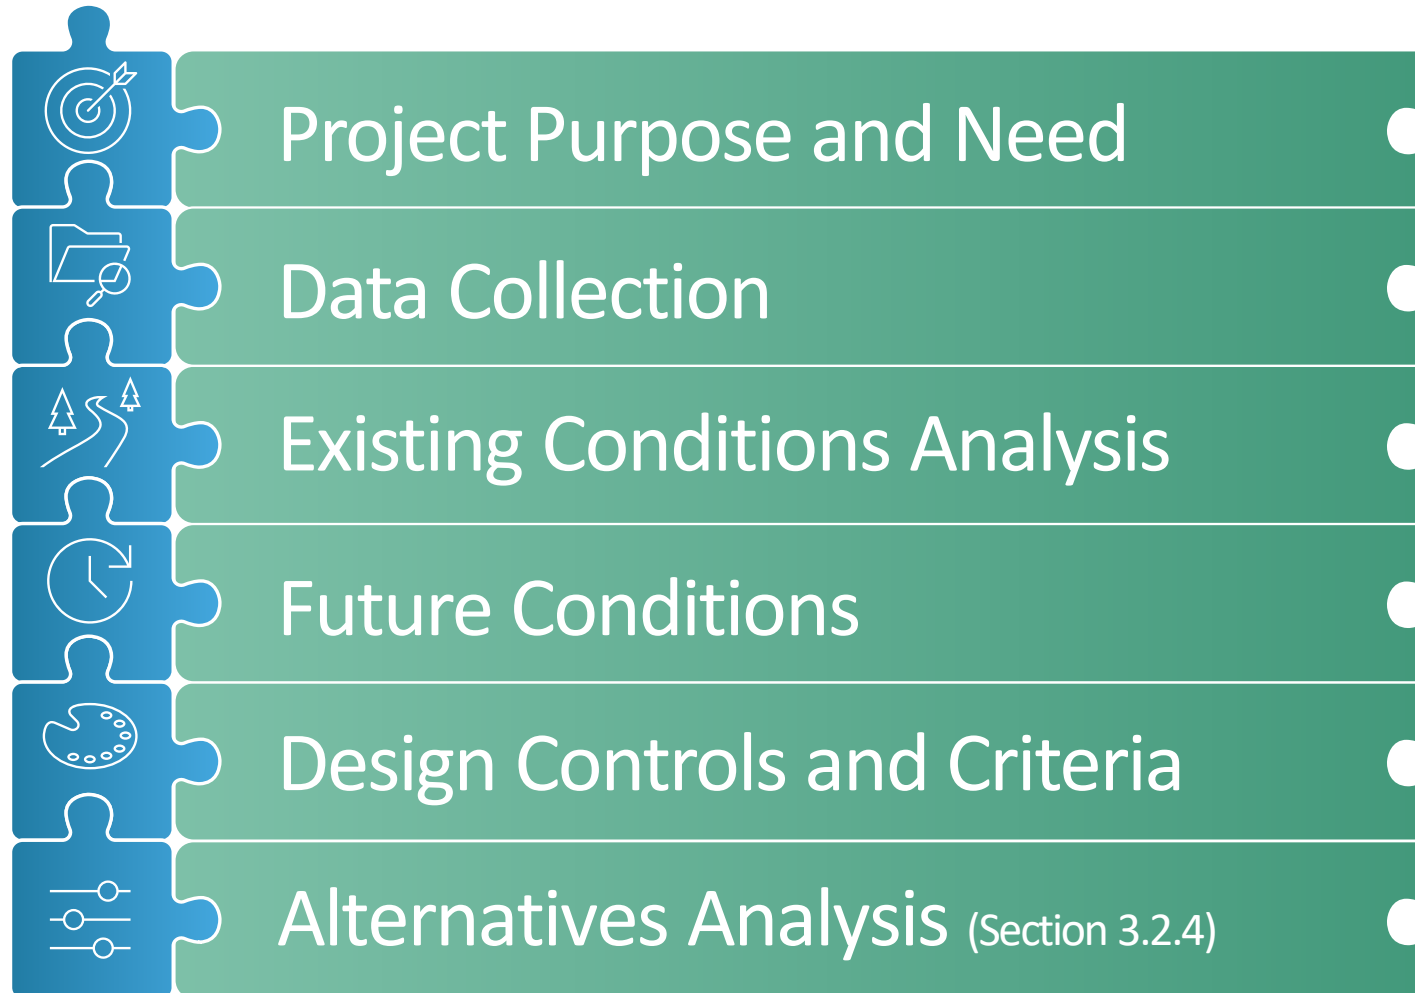 Project Purpose and Need
Data Collection
Existing Conditions Analysis
Future Conditions
Design Controls and Criteria
Alternatives Analysis (Section 3.2.4)